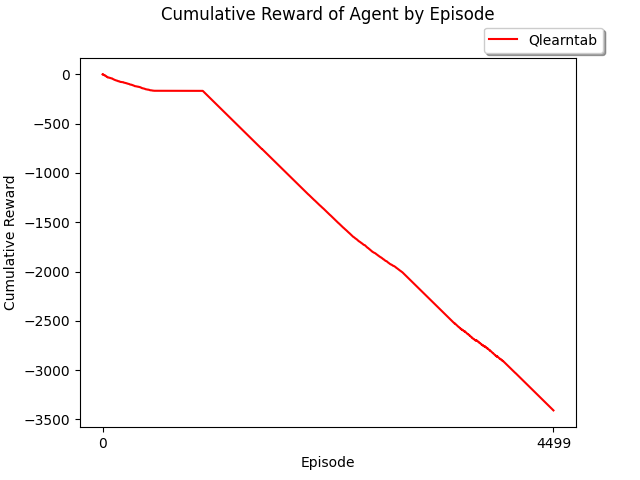 Cumulative Reward of Agent by Episode
Qlearntab
0
−500
−1000
−1500
−2000
−2500
−3000
−3500
Cumulative Reward
0 4499
Episode